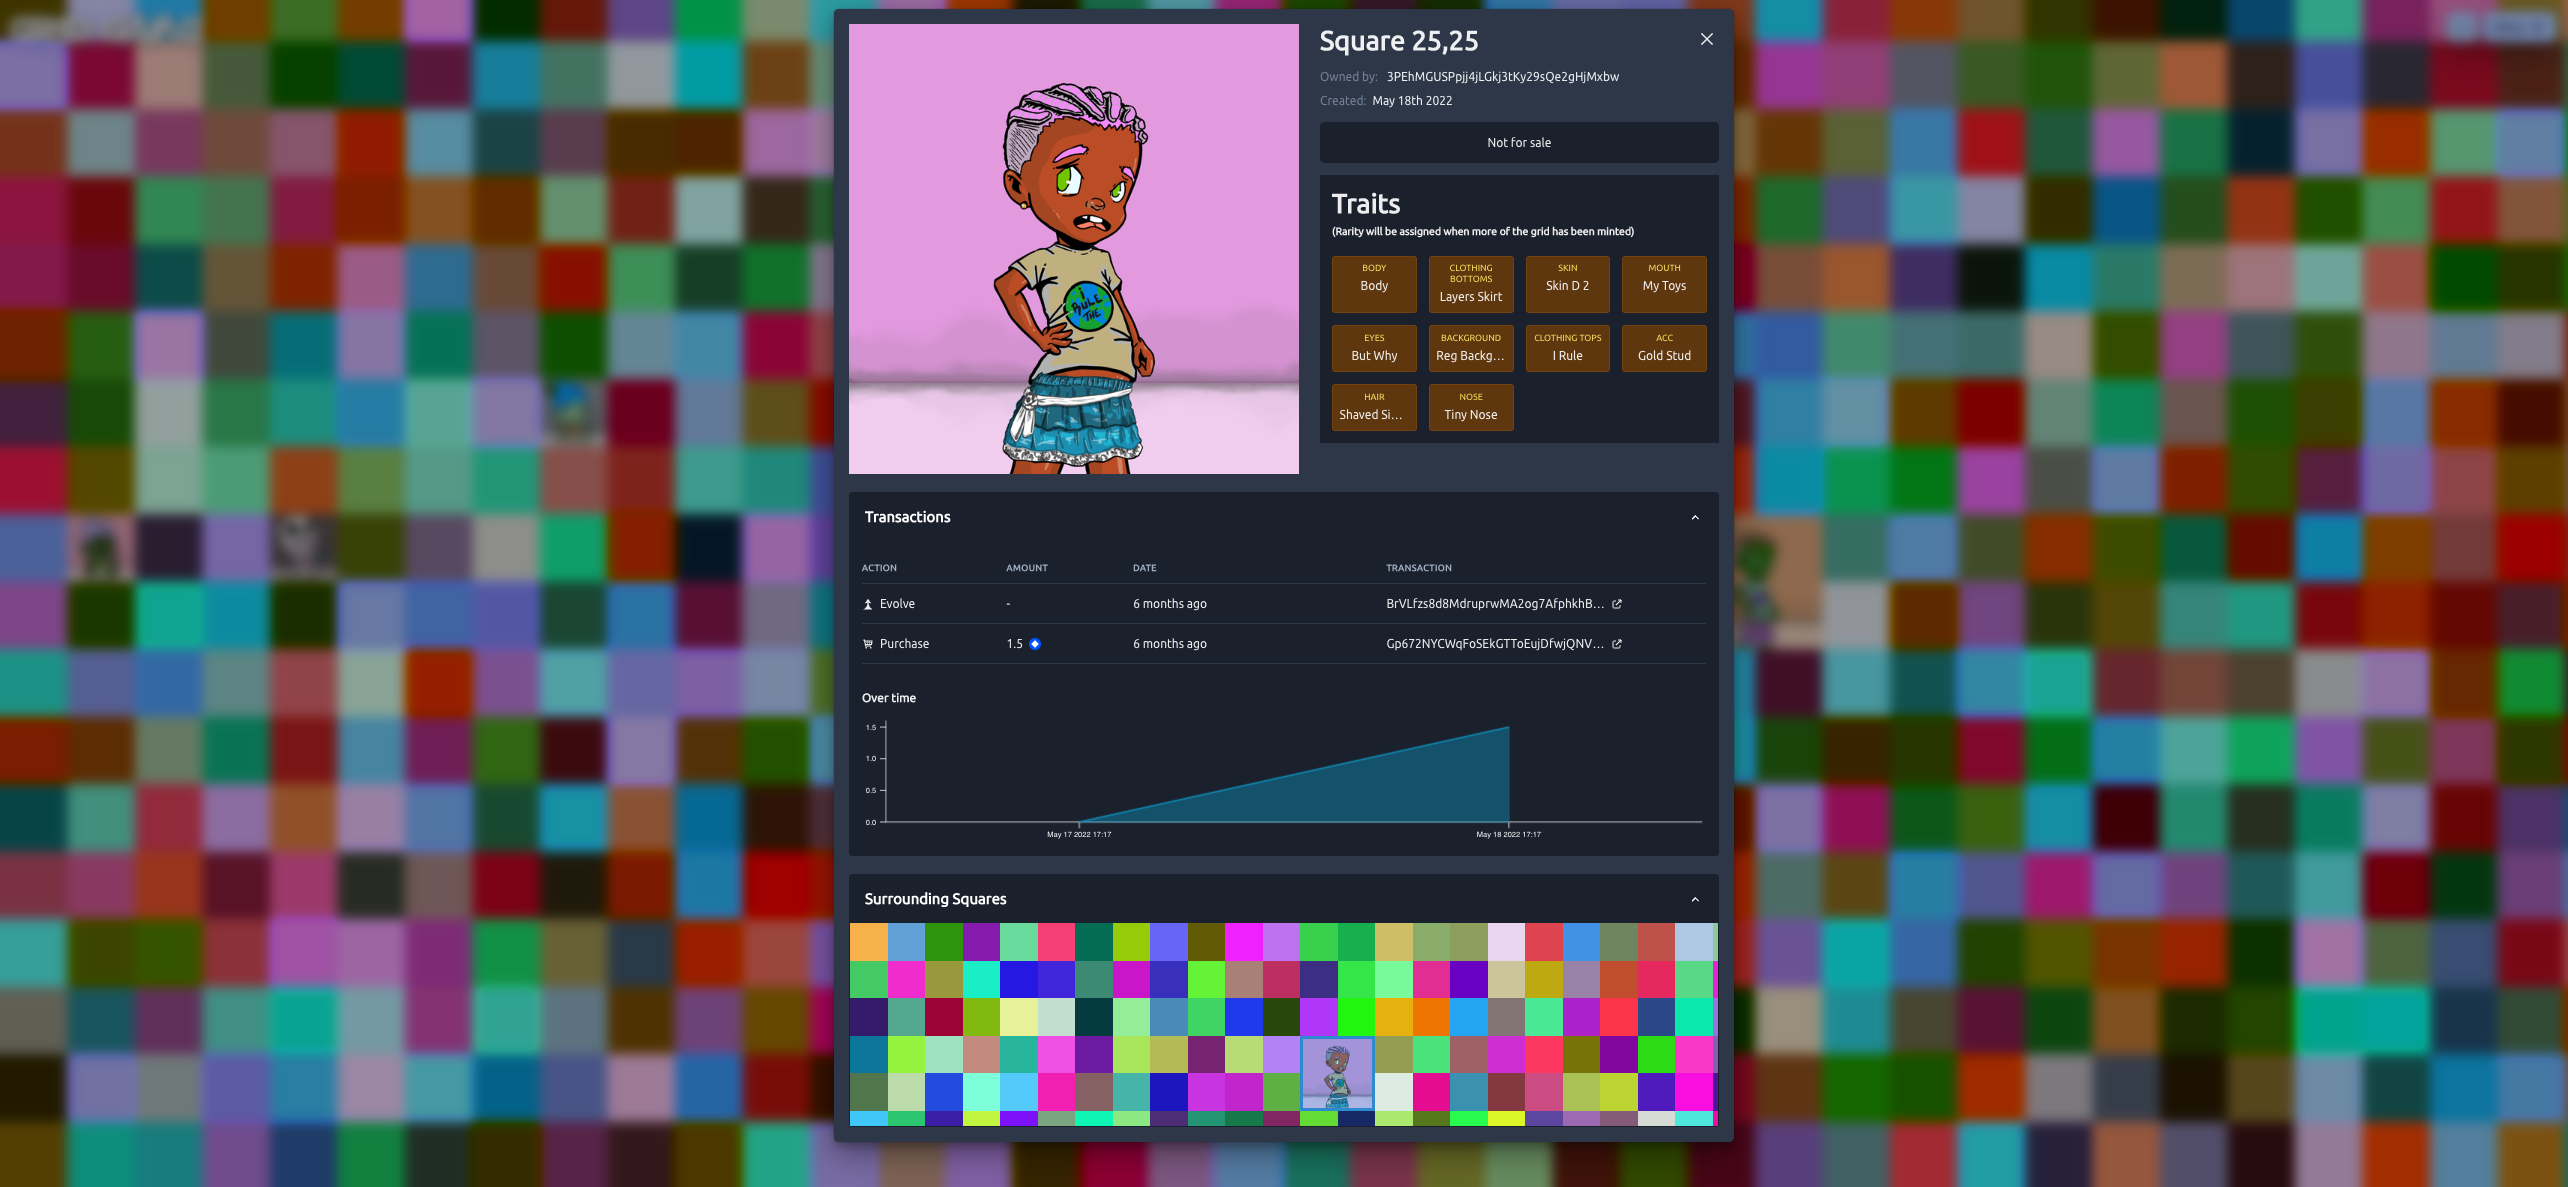 Square 25,25
Owned by: 3PEhMGUSPpjj4jLGkj3tKy29sQe2gHjMxbw
Created: May 18th 2022
Not for sale
Traits
(Rarity will be assigned when more of the grid has been minted)
BODY
Body
CLOTHING
BOTTOMS
Layers Skirt
SKIN
Skin D 2
MOUTH
My Toys
EYES
But Why
BACKGROUND
Reg Backg...
CLOTHING TOPS
I Rule
ACC
Gold Stud
HAIR
Shaved Si...
NOSE
Tiny Nose
i
RULE
THE
Transactions
ACTION AMOUNT DATE TRANSACTION
Evolve - 6 months ago BrVLfzs8d8MdruprwMA2og7AfphkhB...
Purchase 1.5 6 months ago Gp672NYCWqFoSEkGTToEujDfwjQNV...
Over time
1.5
1.0
0.5
0.0
May 17 2022 17:17 May 18 2022 17:17
Surrounding Squares